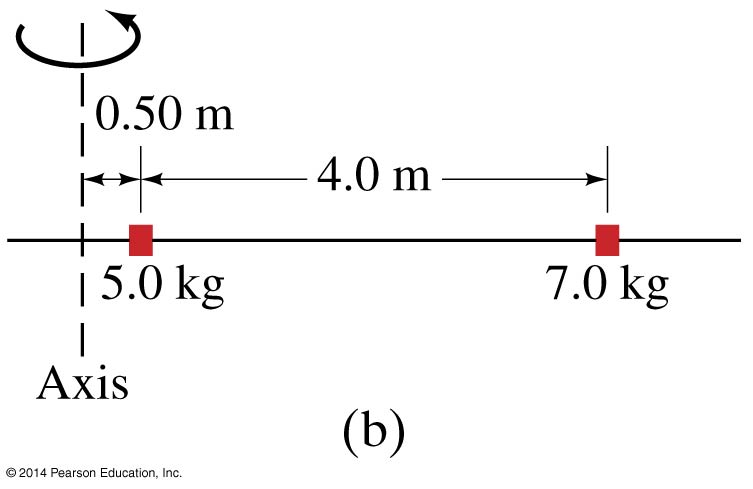 0.50 m
4.0 m
5.0 kg 7.0 kg
Axis
(b)
© 2014 Pearson Education, Inc.